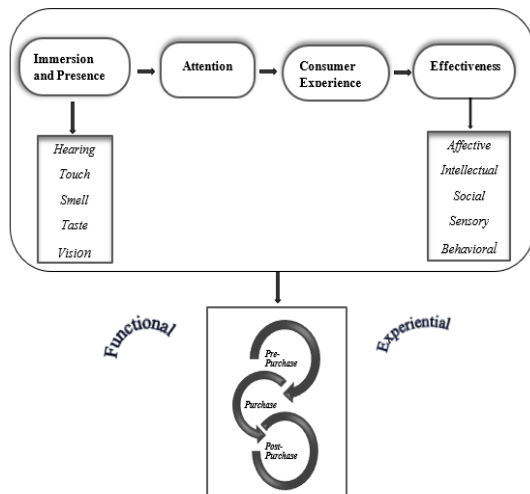 Immersion
and Presence
Attention
Consumer
Experience
Effectiveness
Hearing
Touch
Smell
Taste
Vision
Affective
Intellectual
Social
Sensory
Behavioral
Functional
Experiential
Pre-
Purchase
Purchase
Post-
Purchase